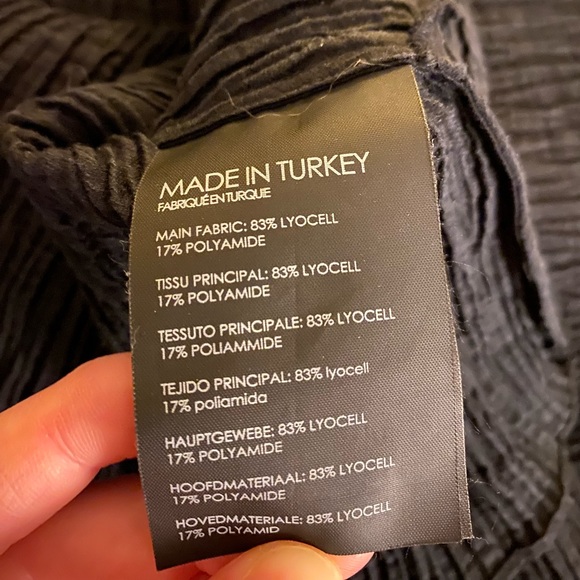 MADE IN TURKEY
FABRIQUÉ EN TURQUIE
MAIN FABRIC: 83% LYOCELL
17% POLYAMIDE
TISSU PRINCIPAL: 83% LYOCELL
17% POLYAMIDE
TESSUTO PRINCIPALE: 83% LYOCELL
17% POLIAMMIDE
TEJIDO PRINCIPAL: 83% lyocell
17% poliamida
HAUPTGEWEBE: 83% LYOCELL
17% POLYAMIDE
HOOFDMATERIAAL: 83% LYOCELL
17% POLYAMIDE
HOVEDMATERIALE: 83% LYOCELL
17% POLYAMID